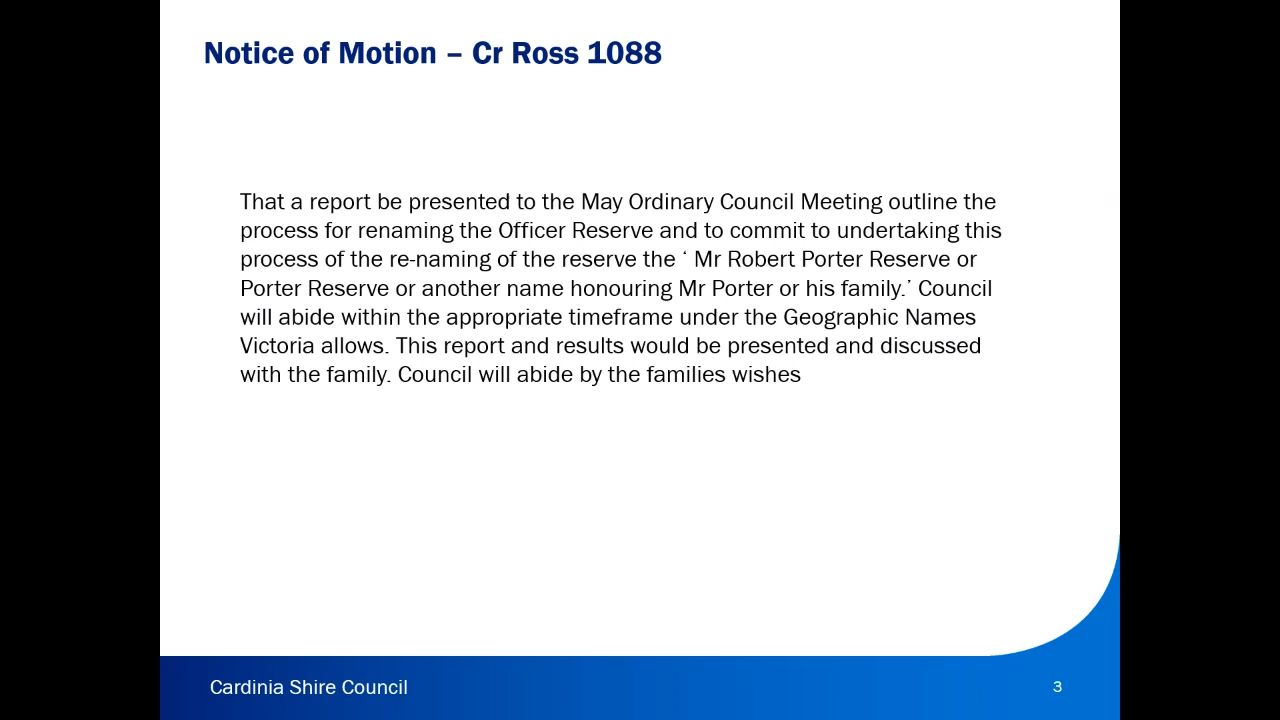 Notice of Motion – Cr Ross 1088
That a report be presented to the May Ordinary Council Meeting outline the
process for renaming the Officer Reserve and to commit to undertaking this
process of the re-naming of the reserve the ‘ Mr Robert Porter Reserve or
Porter Reserve or another name honouring Mr Porter or his family.’ Council
will abide within the appropriate timeframe under the Geographic Names
Victoria allows. This report and results would be presented and discussed
with the family. Council will abide by the families wishes
Cardinia Shire Council
3